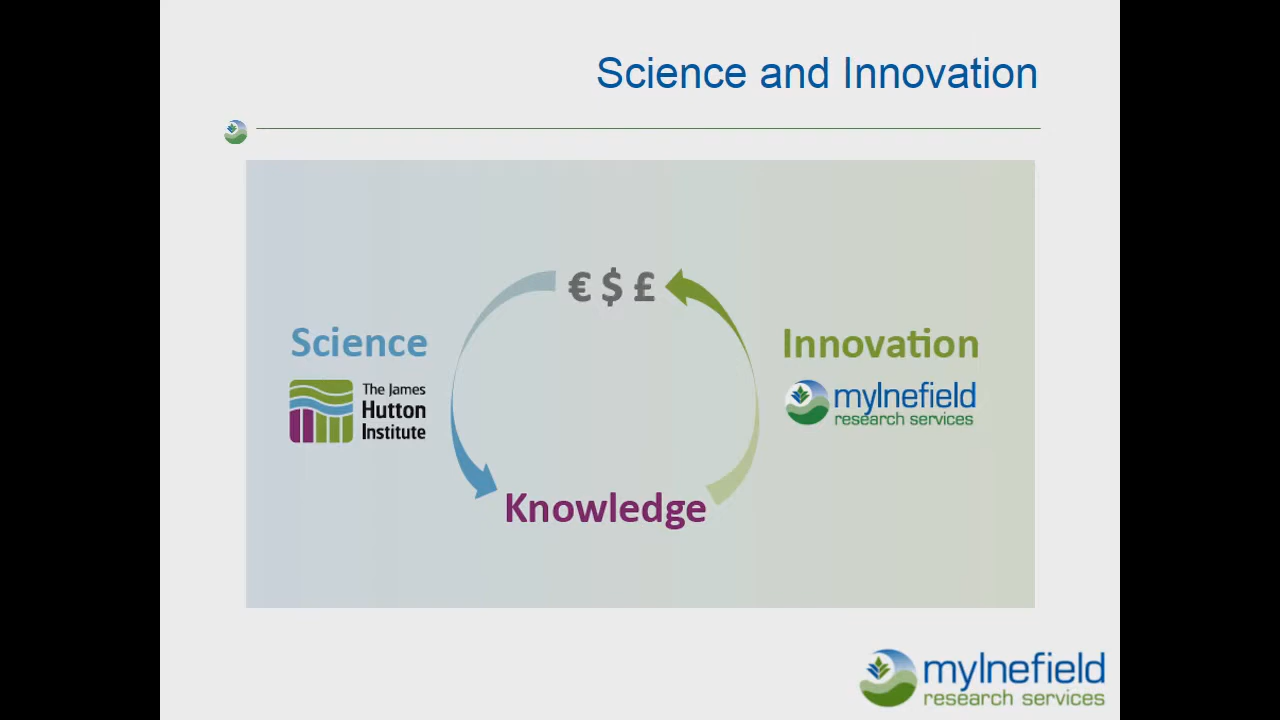 Science and Innovation
€ $ £
Science
Innovation
The James
Hutton
Institute
mylnefield
research services
Knowledge
mylnefield
research services